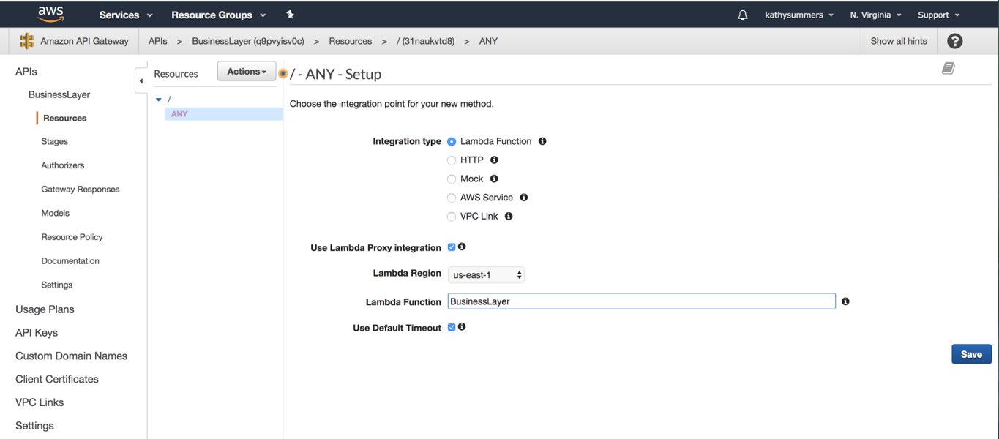 aws Services Resource Groups kathysummers N. Virginia Support
Amazon API Gateway APIs > BusinessLayer (q9pvyisv0c) > Resources > / (31naukvtd8) > ANY Show all hints ?
APIs
BusinessLayer
Resources
Stages
Authorizers
Gateway Responses
Models
Resource Policy
Documentation
Settings
Usage Plans
API Keys
Custom Domain Names
Client Certificates
VPC Links
Settings
Resources Actions
/
ANY
/ - ANY - Setup
Choose the integration point for your new method.
Integration type Lambda Function
HTTP
Mock
AWS Service
VPC Link
Use Lambda Proxy integration
Lambda Region us-east-1
Lambda Function BusinessLayer
Use Default Timeout
Save